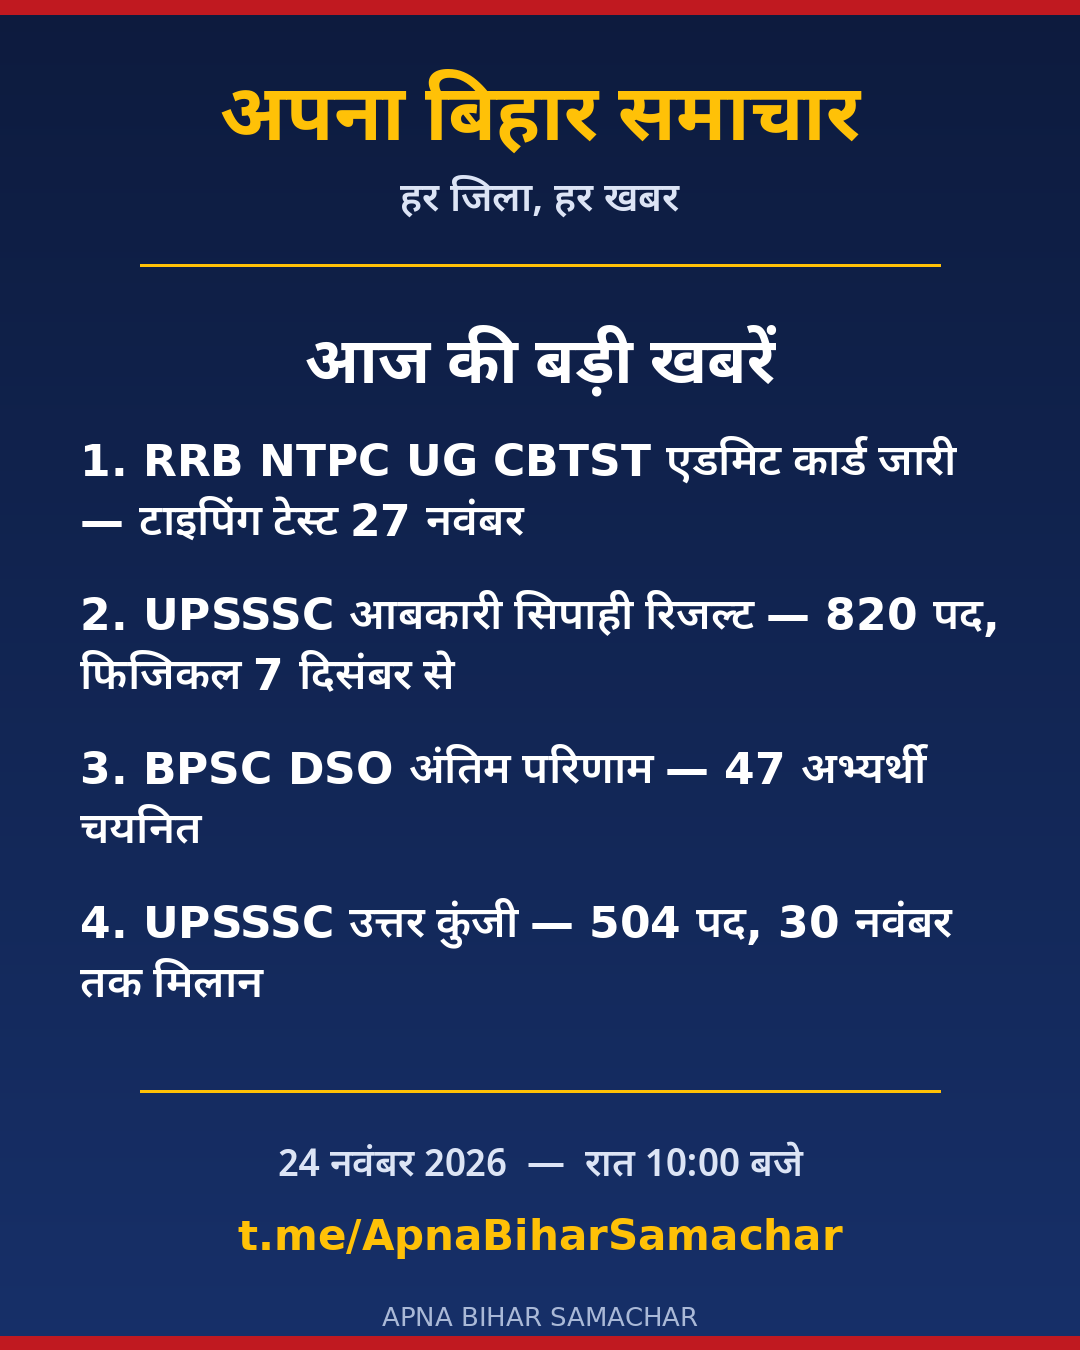 अपना बिहार समाचार
हर जिला, हर खबर
आज की बड़ी खबरें
1. RRB NTPC UG CBTST एडमिट कार्ड जारी
— टाइपिंग टेस्ट 27 नवंबर
2. UPSSSC आबकारी सिपाही रिजल्ट — 820 पद,
फिजिकल 7 दिसंबर से
3. BPSC DSO अंतिम परिणाम — 47 अभ्यर्थी
चयनित
4. UPSSSC उत्तर कुंजी — 504 पद, 30 नवंबर
तक मिलान
24 नवंबर 2026 — रात 10:00 बजे
t.me/ApnaBiharSamachar
APNA BIHAR SAMACHAR